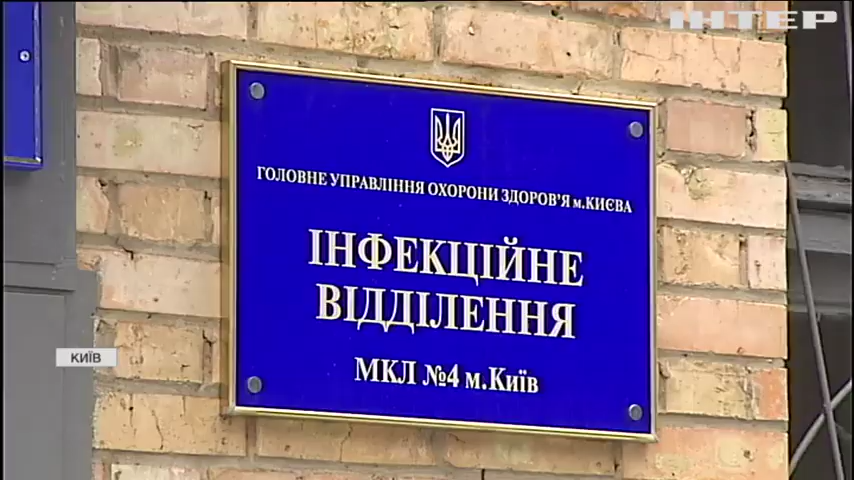 ІНТЕР
ГОЛОВНЕ УПРАВЛІННЯ ОХОРОНИ ЗДОРОВ'Я м.КИЄВА
ІНФЕКЦІЙНЕ
ВІДДІЛЕННЯ
МКЛ №4 м.Київ
КИЇВ